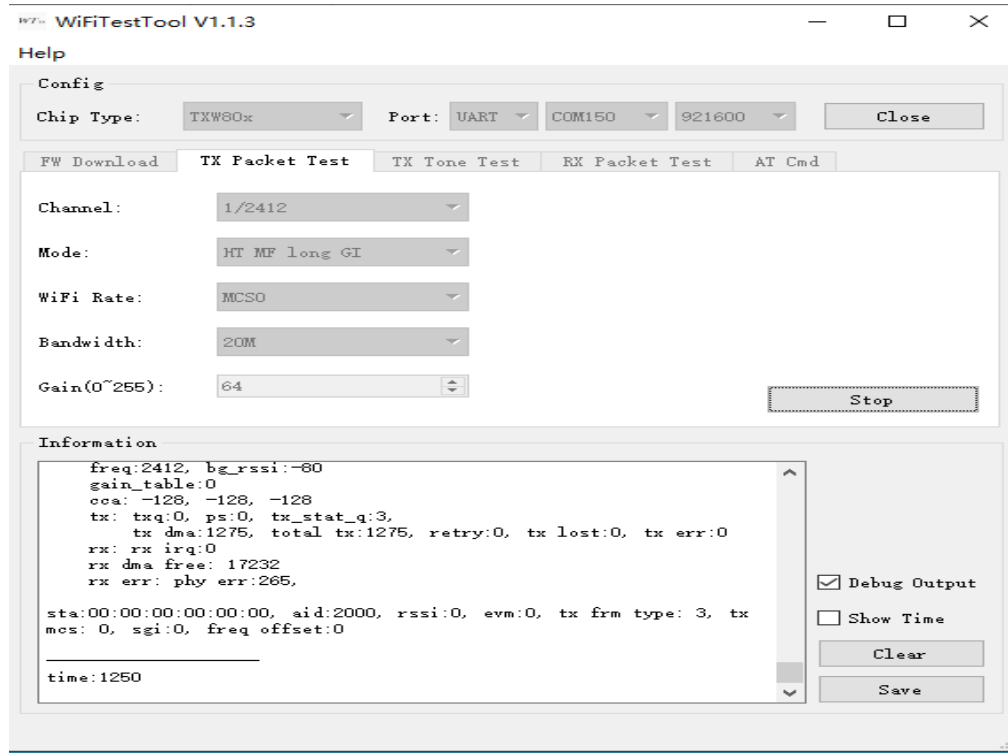 WiFiTestTool V1.1.3
Help
Config
Chip Type: TXW80x Port: UART COM150 921600 Close
FW Download TX Packet Test TX Tone Test RX Packet Test AT Cmd
Channel: 1/2412
Mode: HT MF long GI
WiFi Rate: MCS0
Bandwidth: 20M
Gain(0~255): 64
Stop
Information
freq:2412, bg_rssi:-80
gain_table:0
cca: -128, -128, -128
tx: txq:0, ps:0, tx_stat_q:3,
tx dma:1275, total tx:1275, retry:0, tx lost:0, tx err:0
rx: rx irq:0
rx dma free: 17232
rx err: phy err:265,
sta:00:00:00:00:00:00, aid:2000, rssi:0, evm:0, tx frm type: 3, tx
mcs: 0, sgi:0, freq offset:0
time:1250
Debug Output
Show Time
Clear
Save